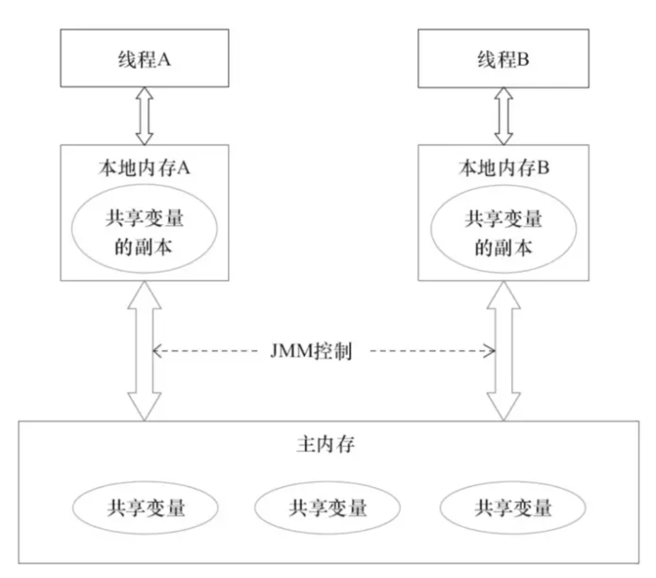 线程A
线程B
本地内存A
本地内存B
共享变量
的副本
共享变量
的副本
JMM控制
主内存
共享变量
共享变量
共享变量